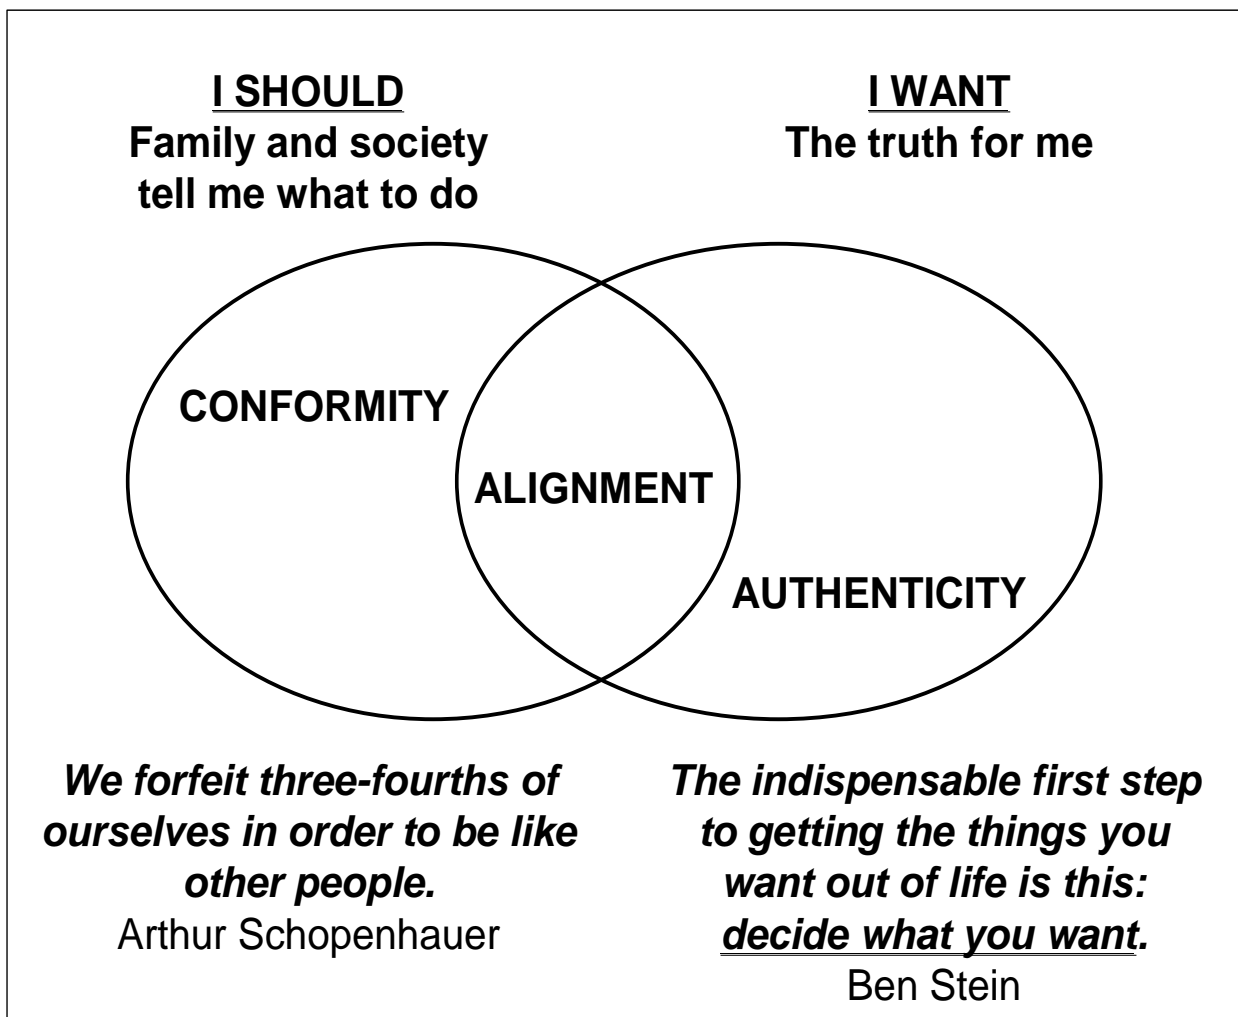 I SHOULD
Family and society
tell me what to do
I WANT
The truth for me
CONFORMITY
ALIGNMENT
AUTHENTICITY
We forfeit three-fourths of
ourselves in order to be like
other people.
Arthur Schopenhauer
The indispensable first step
to getting the things you
want out of life is this:
decide what you want.
Ben Stein